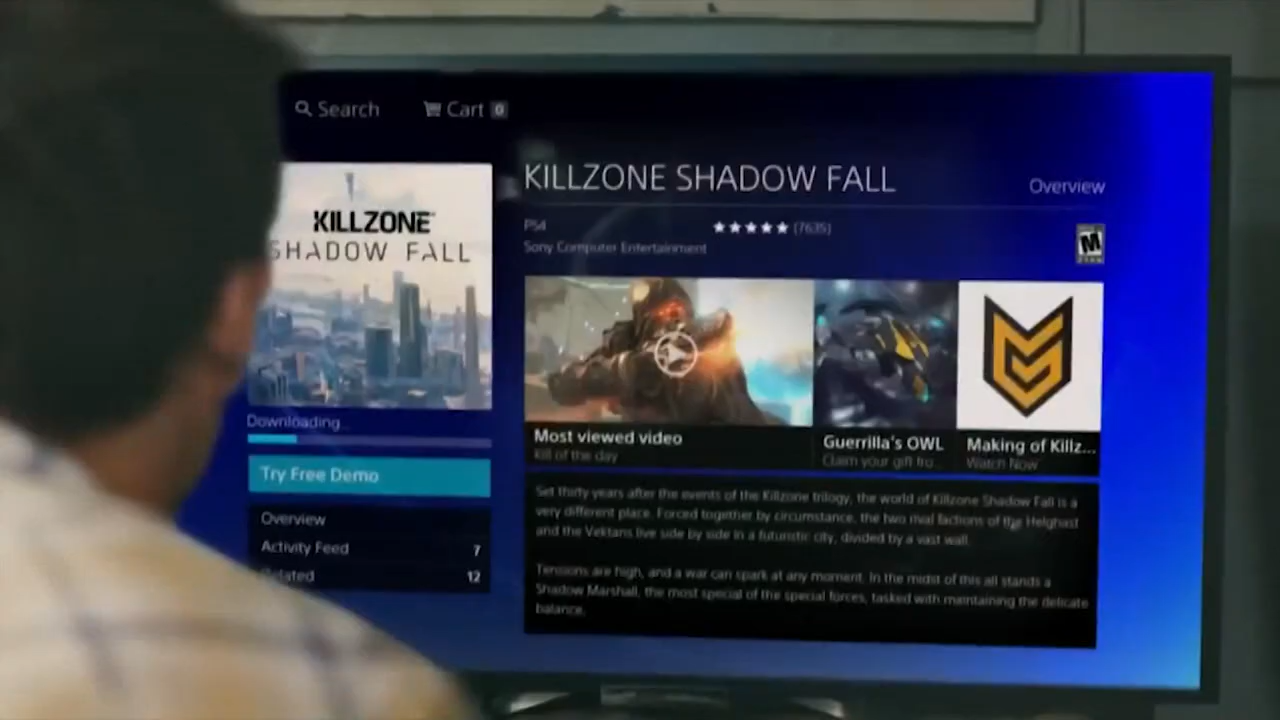 Search
Cart 0
KILLZONE SHADOW FALL
Overview
PS4
★★★★★ (7635)
Sony Computer Entertainment
M
KILLZONE
SHADOW FALL
Downloading...
Try Free Demo
Overview
Activity Feed 7
Related 12
Most viewed video
Kill of the day
Guerrilla's OWL
Claim your gift fro...
Making of Killz...
Watch Now
Set thirty years after the events of the Killzone trilogy, the world of Killzone Shadow Fall is a
very different place. Forced together by circumstance, the two rival factions of the Helghast
and the Vektans live side by side in a futuristic city, divided by a vast wall.
Tensions are high, and a war can spark at any moment. In the midst of this all stands a
Shadow Marshall, the most special of the special forces, tasked with maintaining the delicate
balance.